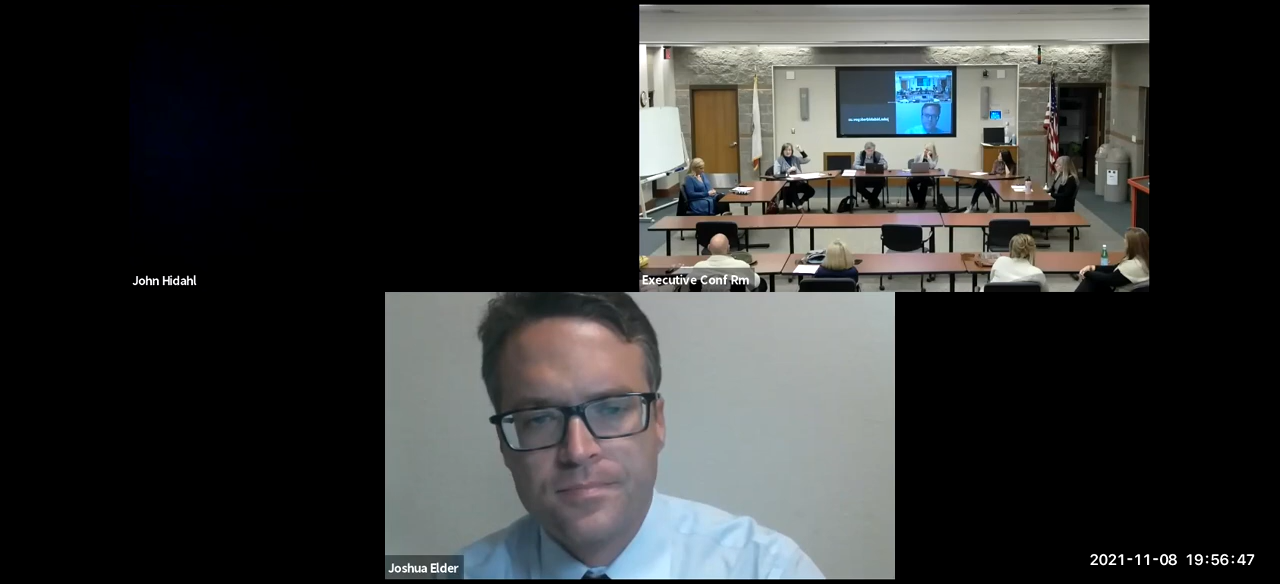 John Hidahl
Executive Conf Rm
Joshua Elder
2021-11-08 19:56:47